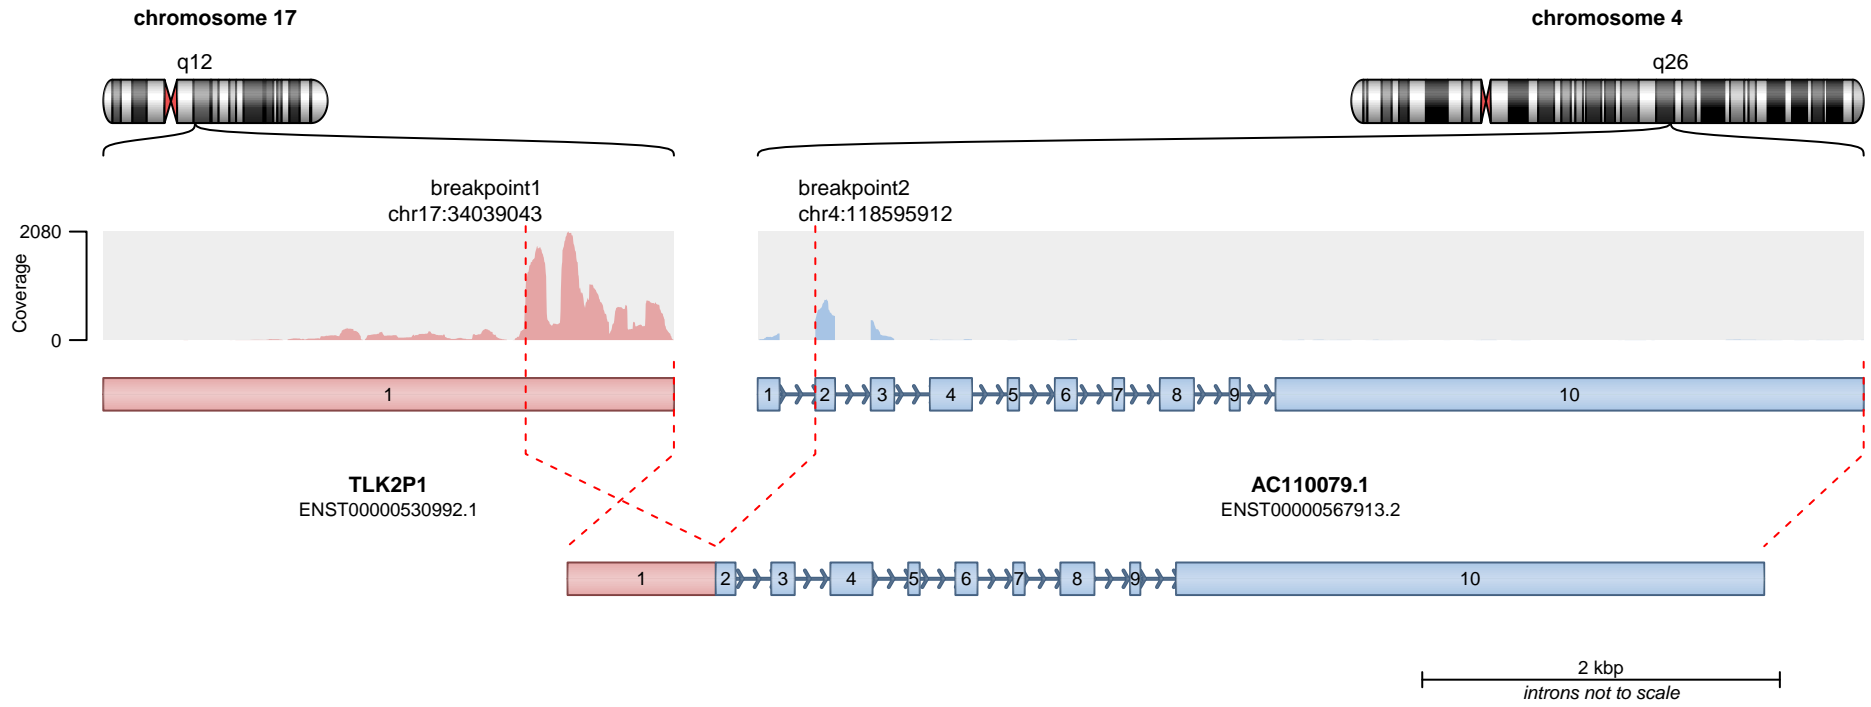 chromosome 17
chromosome 4
q12
q26
breakpoint1
chr17:34039043
breakpoint2
chr4:118595912
2080
Coverage
0
1
1 2 3 4 5 6 7 8 9 10
TLK2P1
ENST00000530992.1
AC110079.1
ENST00000567913.2
1 2 3 4 5 6 7 8 9 10
2 kbp
introns not to scale